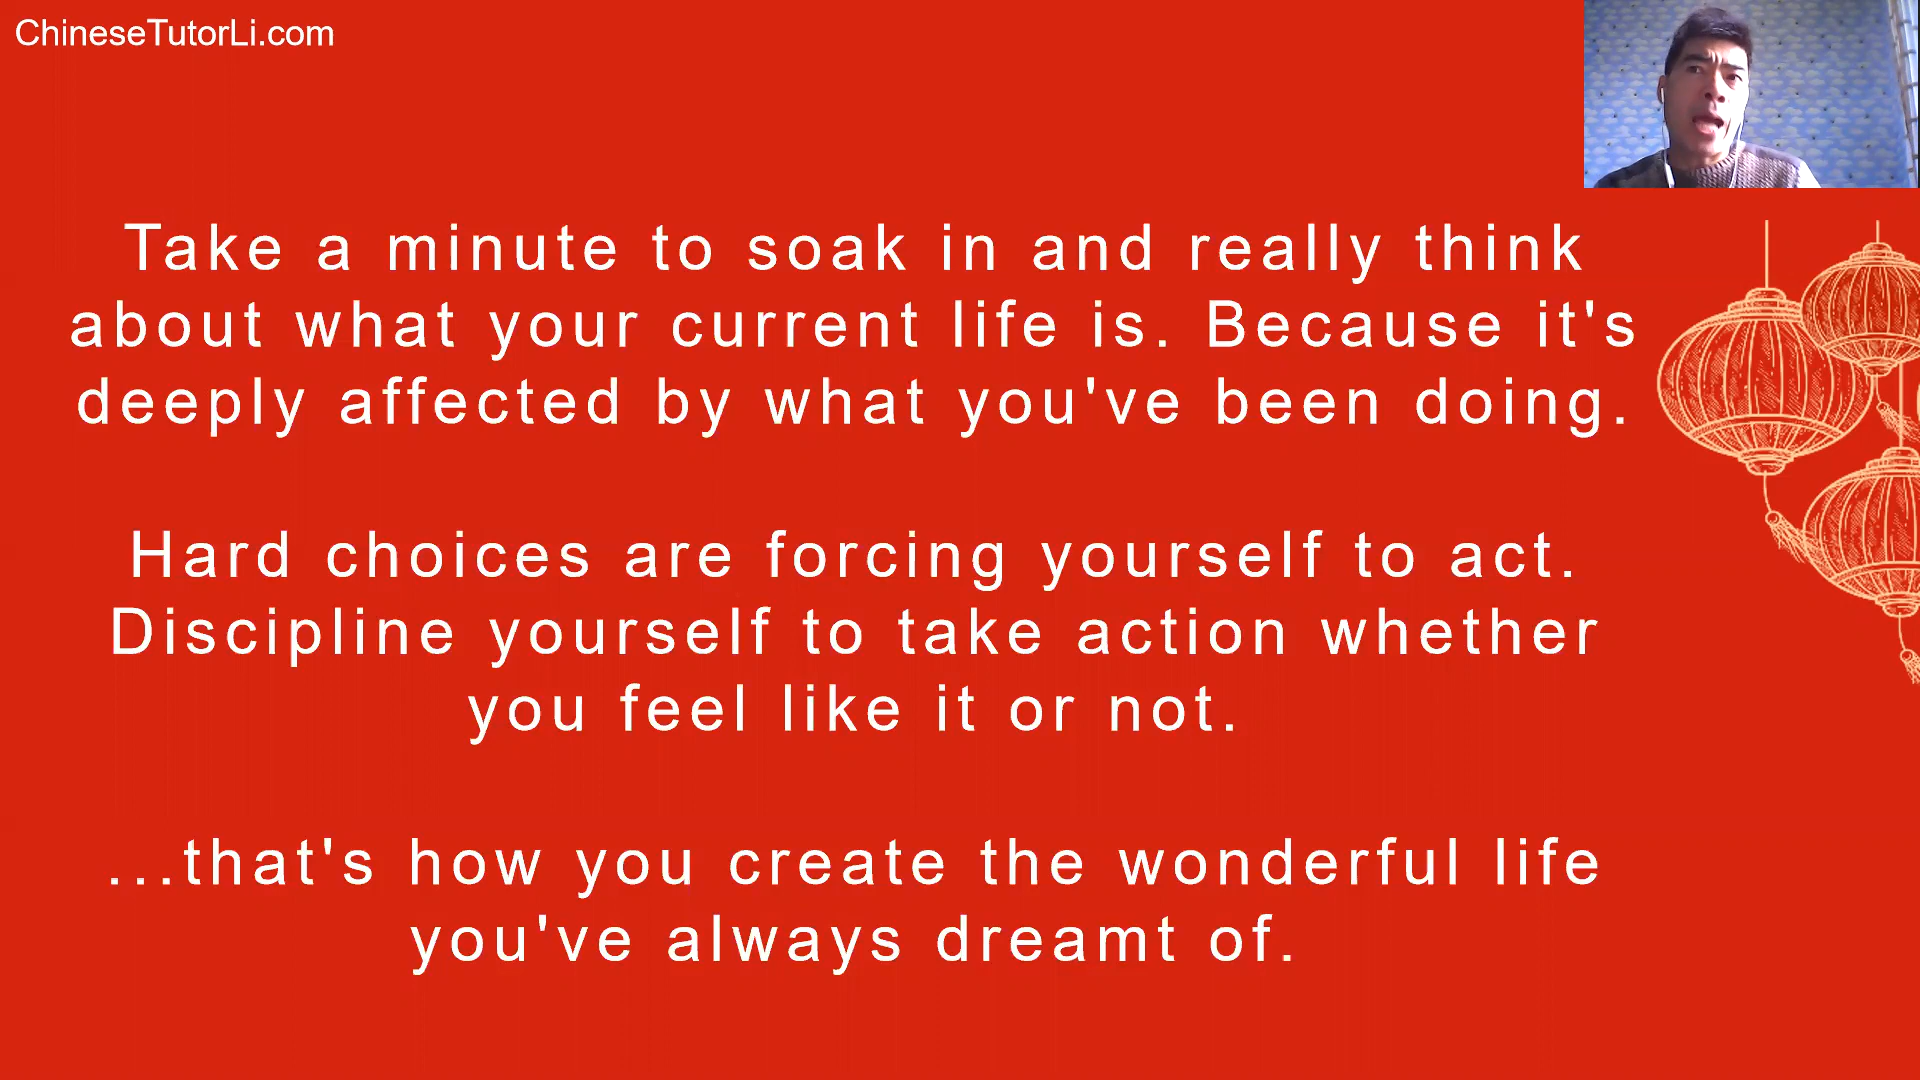 ChineseTutorLi.com
Take a minute to soak in and really think
about what your current life is. Because it's
deeply affected by what you've been doing.
Hard choices are forcing yourself to act.
Discipline yourself to take action whether
you feel like it or not.
...that's how you create the wonderful life
you've always dreamt of.